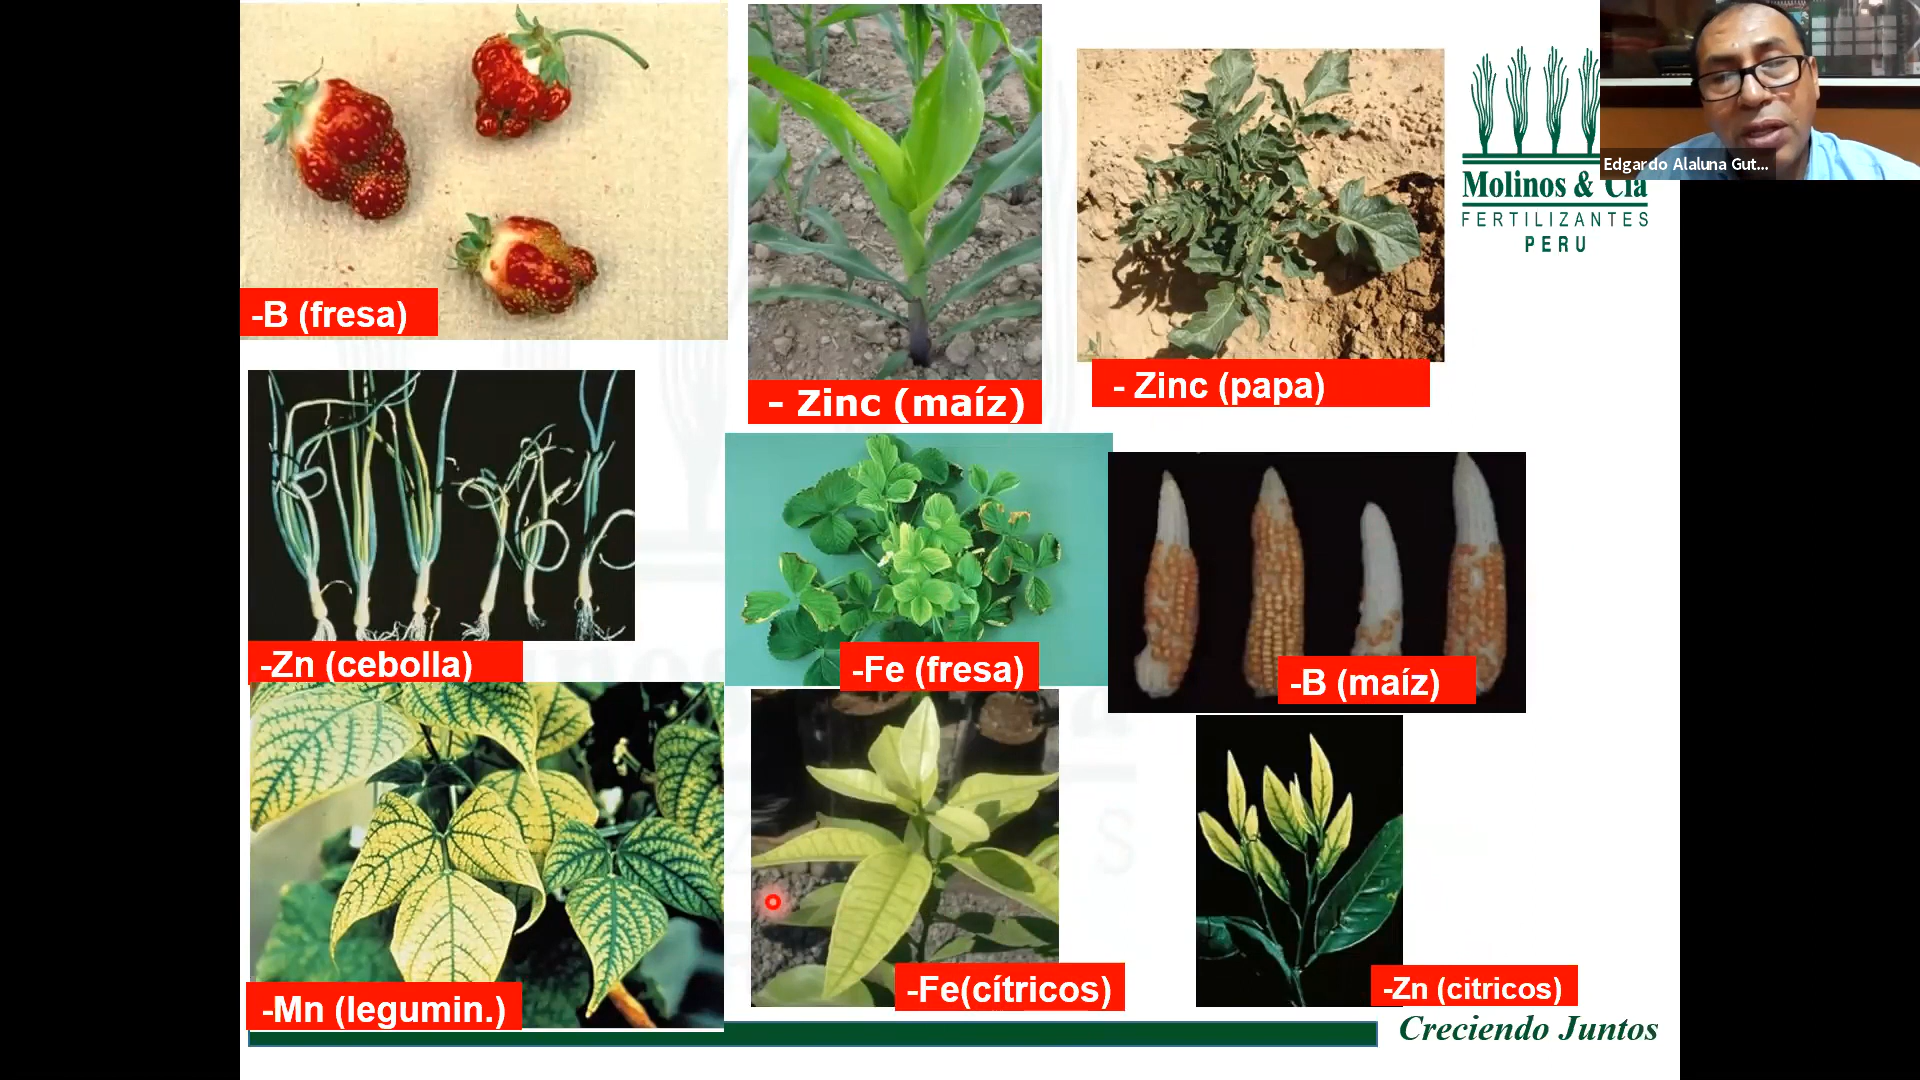 -B (fresa)
- Zinc (maíz)
- Zinc (papa)
Molinos & Cia
FERTILIZANTES
PERU
Edgardo Alaluna Gut...
-Zn (cebolla)
-Fe (fresa)
-B (maíz)
-Mn (legumin.)
-Fe(cítricos)
-Zn (citricos)
Creciendo Juntos